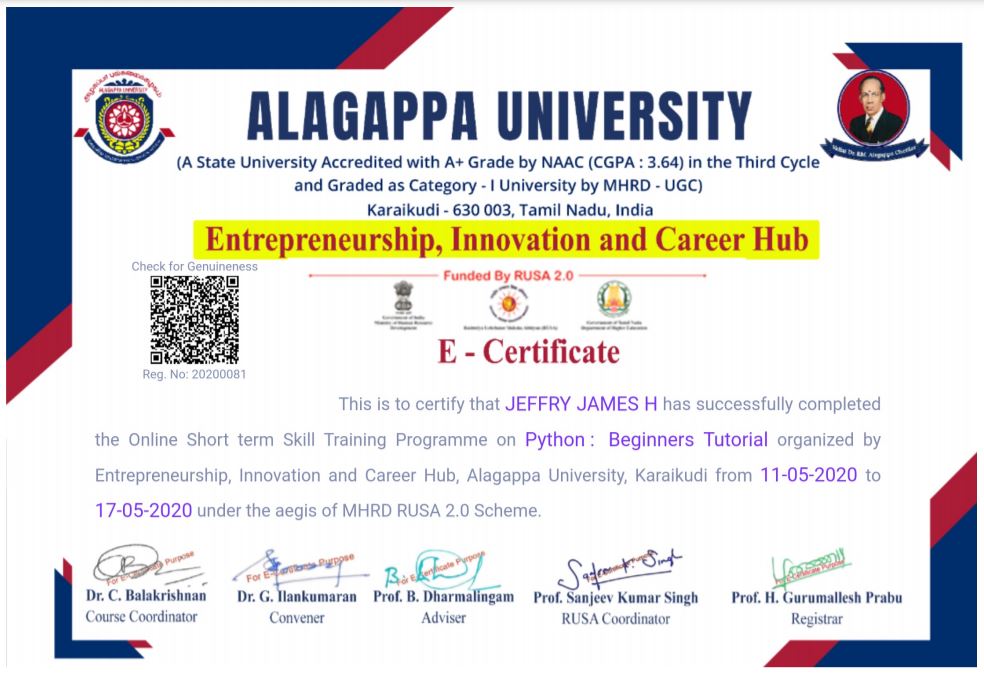 ALAGAPPA UNIVERSITY
(A State University Accredited with A+ Grade by NAAC (CGPA : 3.64) in the Third Cycle
and Graded as Category - I University by MHRD - UGC)
Karaikudi - 630 003, Tamil Nadu, India
Entrepreneurship, Innovation and Career Hub
Check for Genuineness
Funded By RUSA 2.0
Reg. No: 20200081
E - Certificate
This is to certify that JEFFRY JAMES H has successfully completed
the Online Short term Skill Training Programme on Python : Beginners Tutorial organized by
Entrepreneurship, Innovation and Career Hub, Alagappa University, Karaikudi from 11-05-2020 to
17-05-2020 under the aegis of MHRD RUSA 2.0 Scheme.
For E-Certificate Purpose
For E-Certificate Purpose
For E-Certificate Purpose
For E-Certificate Purpose
Dr. C. Balakrishnan
Course Coordinator
Dr. G. Ilankumaran
Convener
Prof. B. Dharmalingam
Adviser
Prof. Sanjeev Kumar Singh
RUSA Coordinator
Prof. H. Gurumallesh Prabu
Registrar